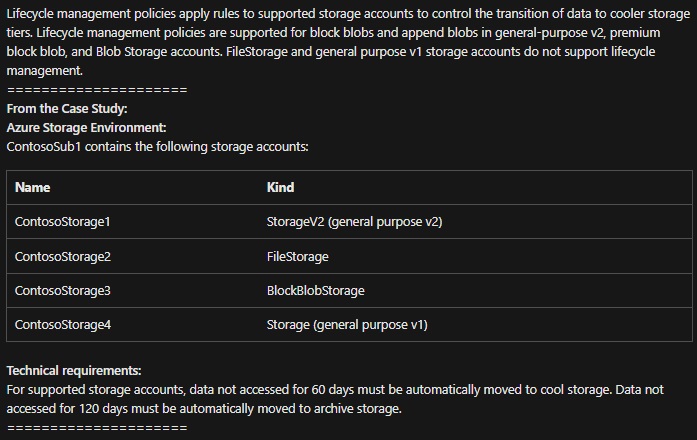 Lifecycle management policies apply rules to supported storage accounts to control the transition of data to cooler storage
tiers. Lifecycle management policies are supported for block blobs and append blobs in general-purpose v2, premium
block blob, and Blob Storage accounts. FileStorage and general purpose v1 storage accounts do not support lifecycle
management.
=====================
From the Case Study:
Azure Storage Environment:
ContosoSub1 contains the following storage accounts:
Name Kind
ContosoStorage1 StorageV2 (general purpose v2)
ContosoStorage2 FileStorage
ContosoStorage3 BlockBlobStorage
ContosoStorage4 Storage (general purpose v1)
Technical requirements:
For supported storage accounts, data not accessed for 60 days must be automatically moved to cool storage. Data not
accessed for 120 days must be automatically moved to archive storage.
=====================